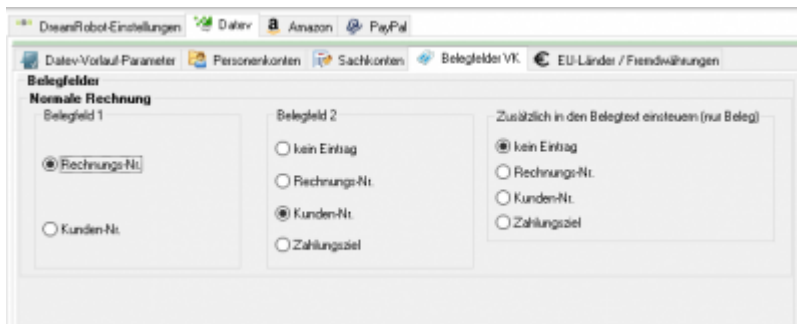 DreamRobot-Einstellungen Datev Amazon PayPal
Datev-Vorlauf-Parameter Personenkonten Sachkonten Belegfelder VK € EU-Länder / Fremdwährungen
Belegfelder
Normale Rechnung
Belegfeld 1
Rechnungs-Nr.
Kunden-Nr.
Belegfeld 2
kein Eintrag
Rechnungs-Nr.
Kunden-Nr.
Zahlungsziel
Zusätzlich in den Belegtext einsteuern (nur Beleg)
kein Eintrag
Rechnungs-Nr.
Kunden-Nr.
Zahlungsziel